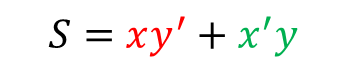 S = xy′ + x′y